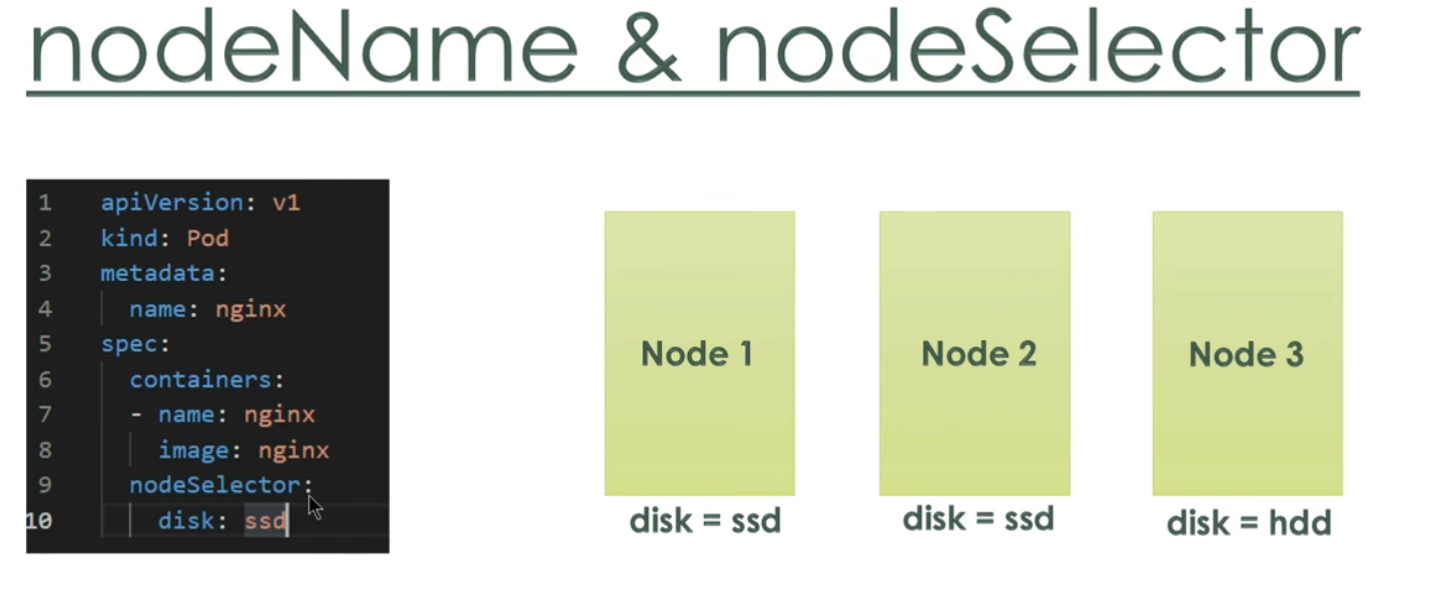 nodeName & nodeSelector
1 apiVersion: v1
2 kind: Pod
3 metadata:
4   name: nginx
5 spec:
6   containers:
7   - name: nginx
8     image: nginx
9   nodeSelector:
10    disk: ssd
Node 1
disk = ssd
Node 2
disk = ssd
Node 3
disk = hdd